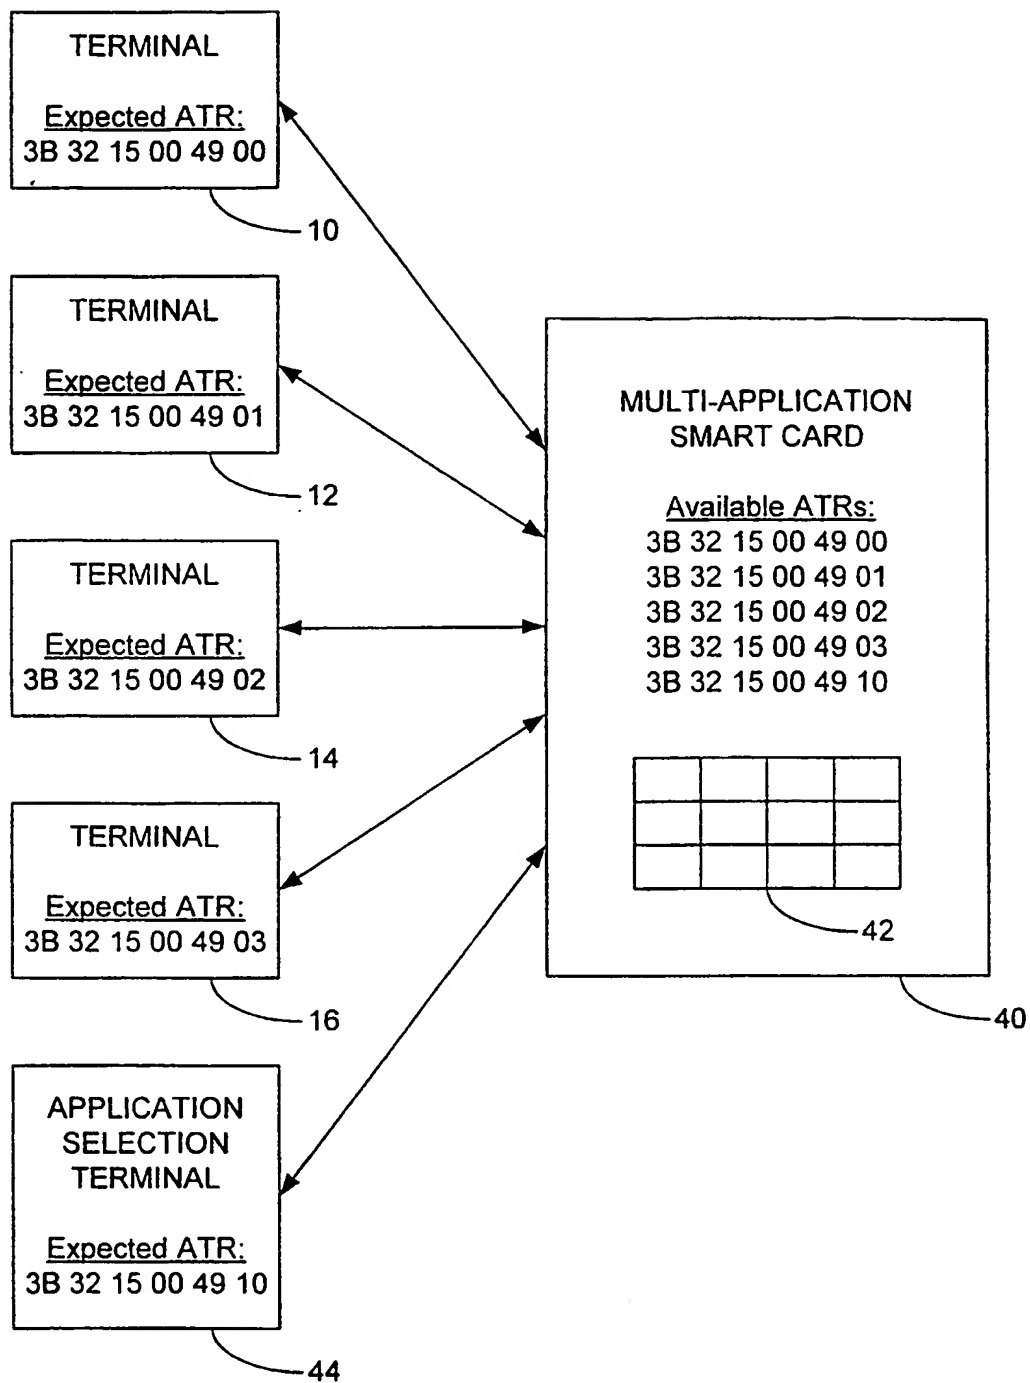 TERMINAL
Expected ATR:
3B 32 15 00 49 00
10
TERMINAL
Expected ATR:
3B 32 15 00 49 01
12
TERMINAL
Expected ATR:
3B 32 15 00 49 02
14
TERMINAL
Expected ATR:
3B 32 15 00 49 03
16
APPLICATION
SELECTION
TERMINAL
Expected ATR:
3B 32 15 00 49 10
44
MULTI-APPLICATION
SMART CARD
Available ATRs:
3B 32 15 00 49 00
3B 32 15 00 49 01
3B 32 15 00 49 02
3B 32 15 00 49 03
3B 32 15 00 49 10
42
40